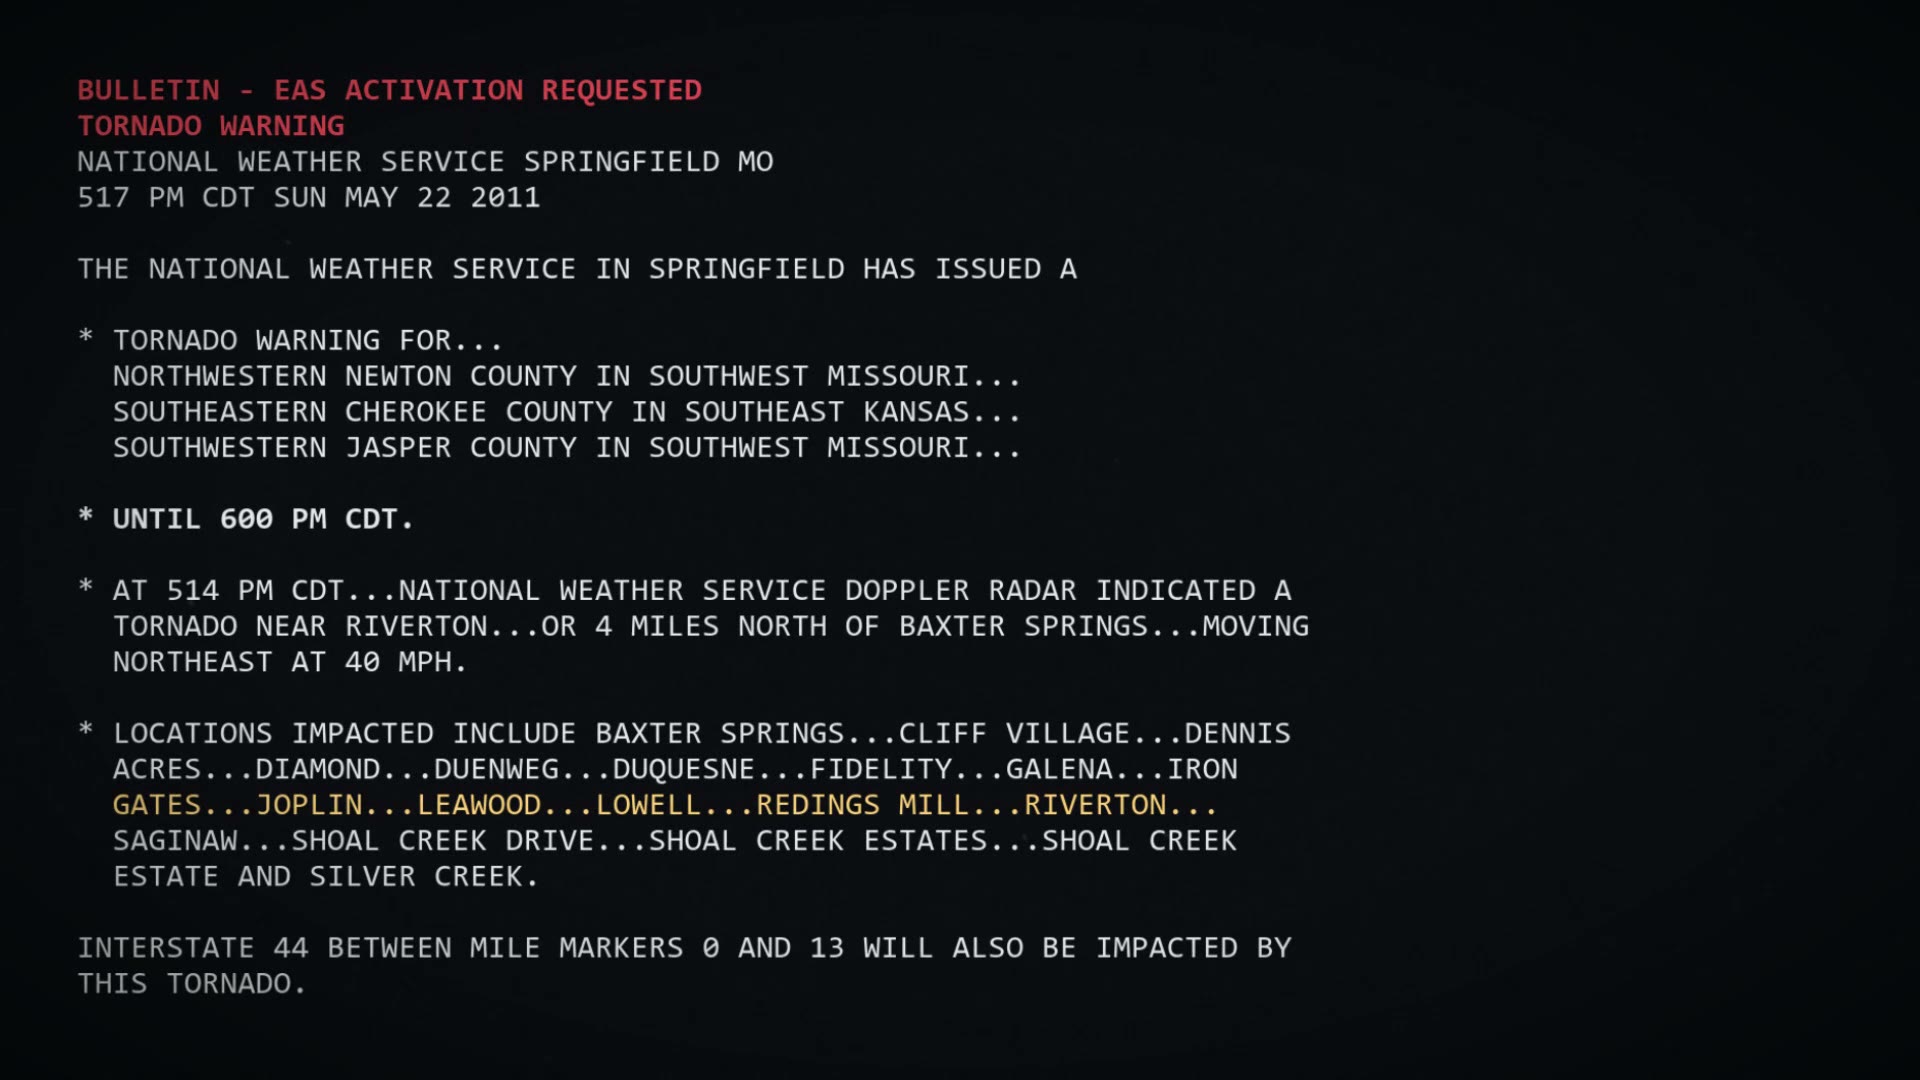 BULLETIN - EAS ACTIVATION REQUESTED
TORNADO WARNING
NATIONAL WEATHER SERVICE SPRINGFIELD MO
517 PM CDT SUN MAY 22 2011
THE NATIONAL WEATHER SERVICE IN SPRINGFIELD HAS ISSUED A
* TORNADO WARNING FOR...
NORTHWESTERN NEWTON COUNTY IN SOUTHWEST MISSOURI...
SOUTHEASTERN CHEROKEE COUNTY IN SOUTHEAST KANSAS...
SOUTHWESTERN JASPER COUNTY IN SOUTHWEST MISSOURI...
* UNTIL 600 PM CDT.
* AT 514 PM CDT...NATIONAL WEATHER SERVICE DOPPLER RADAR INDICATED A
TORNADO NEAR RIVERTON...OR 4 MILES NORTH OF BAXTER SPRINGS...MOVING
NORTHEAST AT 40 MPH.
* LOCATIONS IMPACTED INCLUDE BAXTER SPRINGS...CLIFF VILLAGE...DENNIS
ACRES...DIAMOND...DUENWEG...DUQUESNE...FIDELITY...GALENA...IRON
GATES...JOPLIN...LEAWOOD...LOWELL...REDINGS MILL...RIVERTON...
SAGINAW...SHOAL CREEK DRIVE...SHOAL CREEK ESTATES...SHOAL CREEK
ESTATE AND SILVER CREEK.
INTERSTATE 44 BETWEEN MILE MARKERS 0 AND 13 WILL ALSO BE IMPACTED BY
THIS TORNADO.